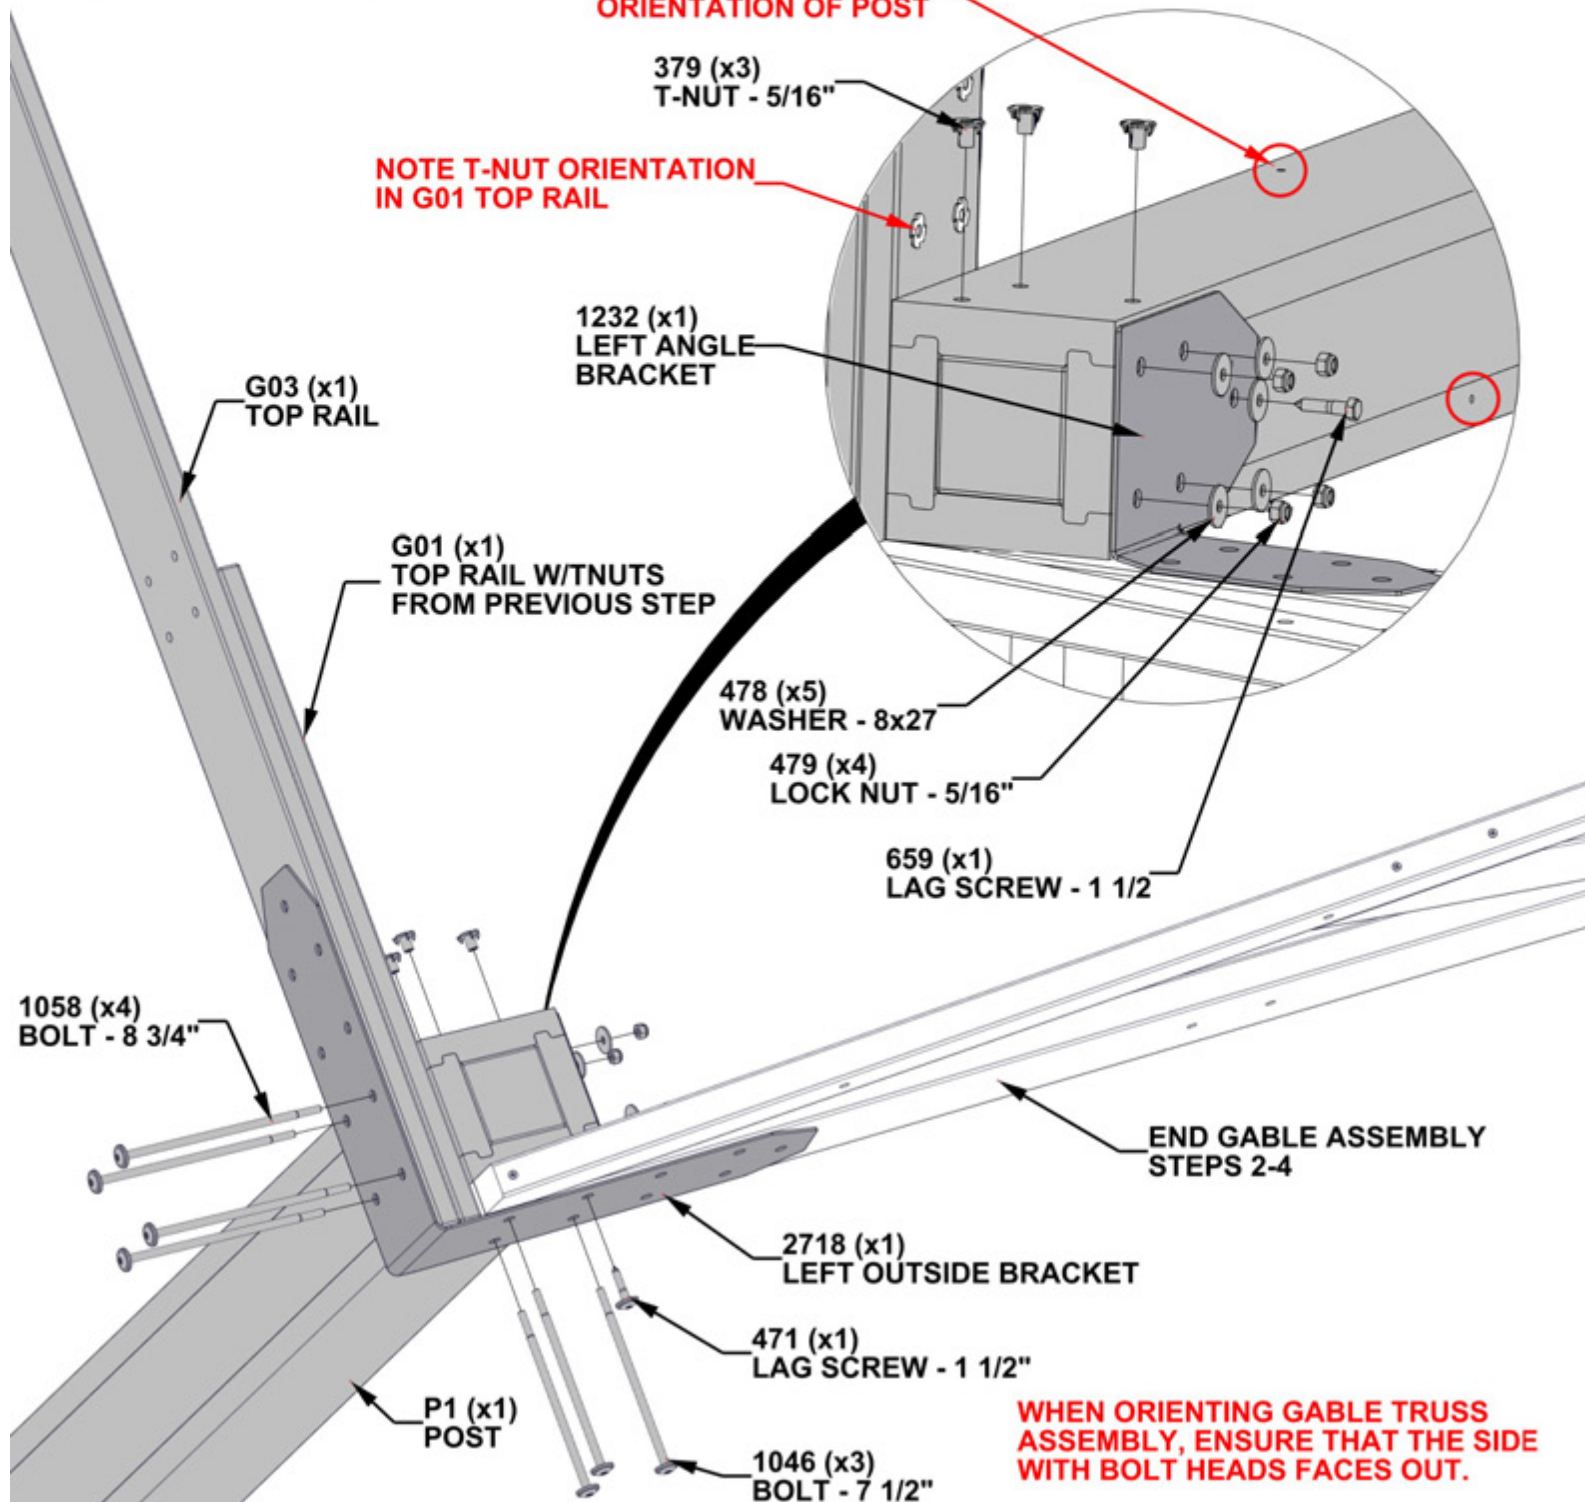 ORIENTATION OF POST
379 (x3)
T-NUT - 5/16"
NOTE T-NUT ORIENTATION
IN G01 TOP RAIL
1232 (x1)
LEFT ANGLE
BRACKET
G03 (x1)
TOP RAIL
G01 (x1)
TOP RAIL W/TNUTS
FROM PREVIOUS STEP
478 (x5)
WASHER - 8x27
479 (x4)
LOCK NUT - 5/16"
659 (x1)
LAG SCREW - 1 1/2
1058 (x4)
BOLT - 8 3/4"
END GABLE ASSEMBLY
STEPS 2-4
2718 (x1)
LEFT OUTSIDE BRACKET
471 (x1)
LAG SCREW - 1 1/2"
P1 (x1)
POST
1046 (x3)
BOLT - 7 1/2"
WHEN ORIENTING GABLE TRUSS
ASSEMBLY, ENSURE THAT THE SIDE
WITH BOLT HEADS FACES OUT.